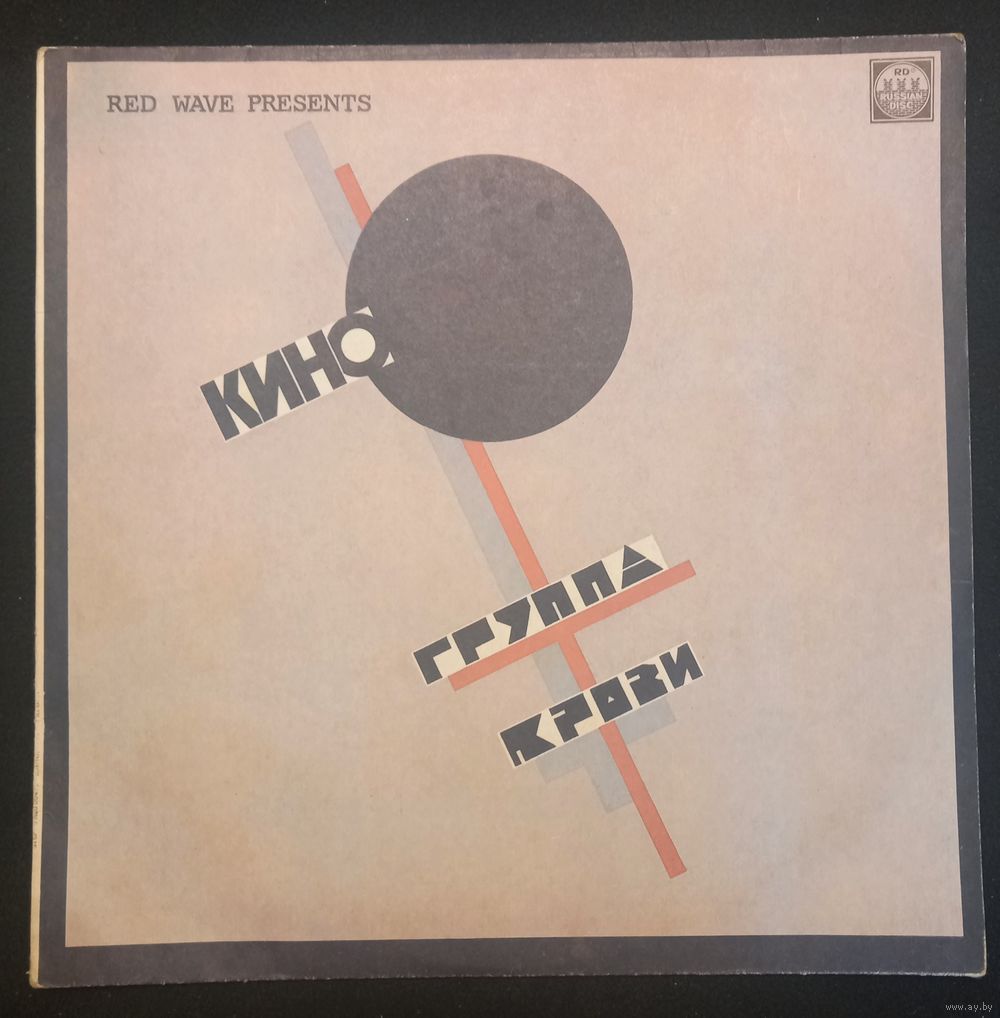 RED WAVE PRESENTS
RD®
RUSSIAN
DISC
КИНО
ГРУППА
КРОВИ
www.ay.by